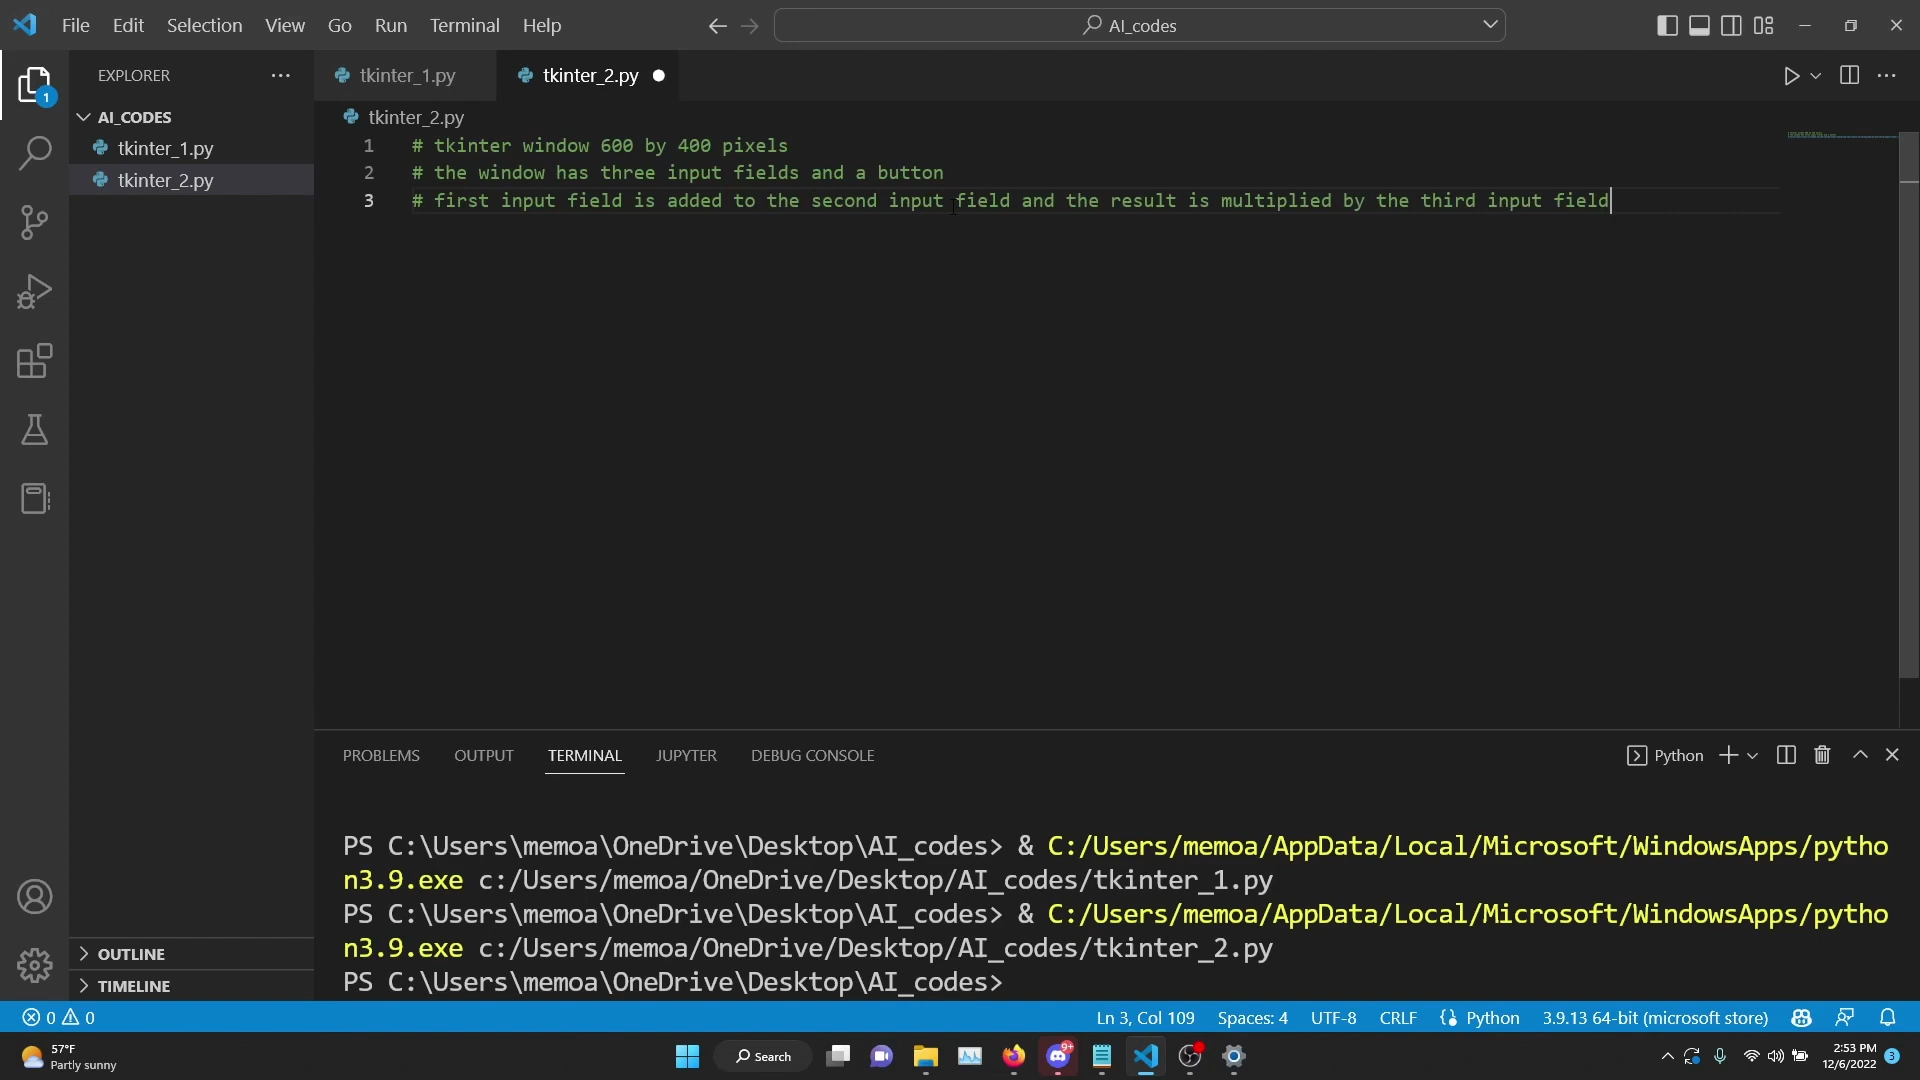 File Edit Selection View Go Run Terminal Help
AI_codes
EXPLORER
1
tkinter_1.py
tkinter_2.py
AI_CODES
tkinter_1.py
tkinter_2.py
tkinter_2.py
1 # tkinter window 600 by 400 pixels
2 # the window has three input fields and a button
3 # first input field is added to the second input field and the result is multiplied by the third input field
PROBLEMS OUTPUT TERMINAL JUPYTER DEBUG CONSOLE
Python
PS C:\Users\memoa\OneDrive\Desktop\AI_codes> & C:/Users/memoa/AppData/Local/Microsoft/WindowsApps/pytho
n3.9.exe c:/Users/memoa/OneDrive/Desktop/AI_codes/tkinter_1.py
PS C:\Users\memoa\OneDrive\Desktop\AI_codes> & C:/Users/memoa/AppData/Local/Microsoft/WindowsApps/pytho
n3.9.exe c:/Users/memoa/OneDrive/Desktop/AI_codes/tkinter_2.py
PS C:\Users\memoa\OneDrive\Desktop\AI_codes>
OUTLINE
TIMELINE
0 0
Ln 3, Col 109 Spaces: 4 UTF-8 CRLF Python 3.9.13 64-bit (microsoft store)
57°F
Partly sunny
Search
9+
2:53 PM
12/6/2022
3